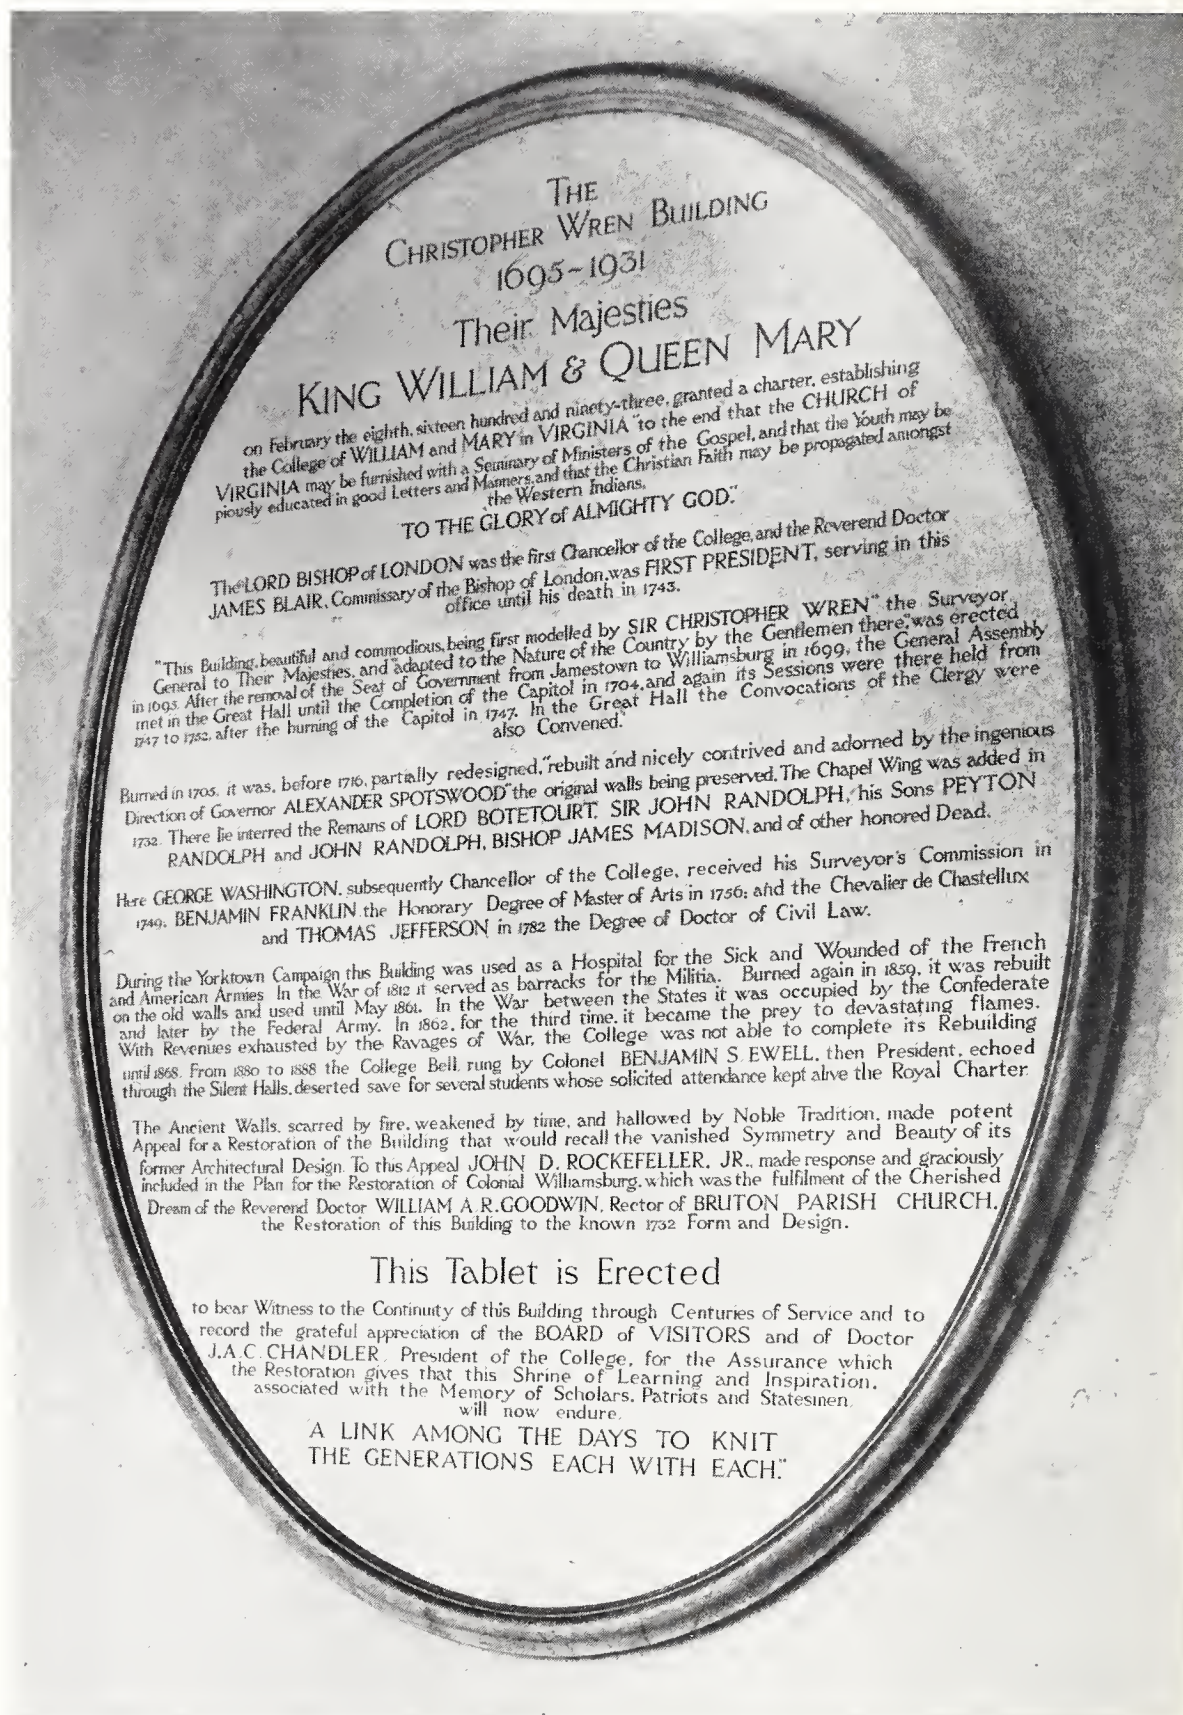 THE
CHRISTOPHER WREN BUILDING
1695-1931
Their Majesties
KING WILLIAM & QUEEN MARY
on February the eighth, sixteen hundred and ninety-three, granted a charter, establishing
the College of WILLIAM and MARY in VIRGINIA "to the end that the CHURCH of
VIRGINIA may be furnished with a Seminary of Ministers of the Gospel, and that the Youth may be
piously educated in good Letters and Manners, and that the Christian Faith may be propagated amongst
the Western Indians,
TO THE GLORY of ALMIGHTY GOD."
The LORD BISHOP of LONDON was the first Chancellor of the College, and the Reverend Doctor
JAMES BLAIR, Commissary of the Bishop of London, was FIRST PRESIDENT, serving in this
office until his death in 1743.
"This Building, beautiful and commodious, being first modelled by SIR CHRISTOPHER WREN" the Surveyor
General to Their Majesties, and "adapted to the Nature of the Country by the Gentlemen there," was erected
in 1695. After the removal of the Seat of Government from Jamestown to Williamsburg in 1699, the General Assembly
met in the Great Hall until the Completion of the Capitol in 1704, and again its Sessions were there held from
1747 to 1752, after the burning of the Capitol in 1747. In the Great Hall the Convocations of the Clergy were
also Convened."
Burned in 1705, it was, before 1716, partially redesigned, "rebuilt and nicely contrived and adorned by the ingenious
Direction of Governor ALEXANDER SPOTSWOOD" the original walls being preserved. The Chapel Wing was added in
1732. There lie interred the Remains of LORD BOTETOURT, SIR JOHN RANDOLPH, his Sons PEYTON
RANDOLPH and JOHN RANDOLPH, BISHOP JAMES MADISON, and of other honored Dead.
Here GEORGE WASHINGTON, subsequently Chancellor of the College, received his Surveyor's Commission in
1749; BENJAMIN FRANKLIN the Honorary Degree of Master of Arts in 1756; and the Chevalier de Chastellux
and THOMAS JEFFERSON in 1782 the Degree of Doctor of Civil Law.
During the Yorktown Campaign this Building was used as a Hospital for the Sick and Wounded of the French
and American Armies. In the War of 1812 it served as barracks for the Militia. Burned again in 1859, it was rebuilt
on the old walls and used until May 1861. In the War between the States it was occupied by the Confederate
and later by the Federal Army. In 1862, for the third time, it became the prey to devastating flames.
With Revenues exhausted by the Ravages of War, the College was not able to complete its Rebuilding
until 1868. From 1880 to 1888 the College Bell, rung by Colonel BENJAMIN S. EWELL, then President, echoed
through the Silent Halls, deserted save for several students whose solicited attendance kept alive the Royal Charter.
The Ancient Walls, scarred by fire, weakened by time, and hallowed by Noble Tradition, made potent
Appeal for a Restoration of the Building that would recall the vanished Symmetry and Beauty of its
former Architectural Design. To this Appeal JOHN D. ROCKEFELLER, JR., made response and graciously
included in the Plan for the Restoration of Colonial Williamsburg, which was the fulfilment of the Cherished
Dream of the Reverend Doctor WILLIAM A.R. GOODWIN, Rector of BRUTON PARISH CHURCH,
the Restoration of this Building to the known 1732 Form and Design.
This Tablet is Erected
to bear Witness to the Continuity of this Building through Centuries of Service and to
record the grateful appreciation of the BOARD of VISITORS and of Doctor
J.A.C. CHANDLER, President of the College, for the Assurance which
the Restoration gives that this Shrine of Learning and Inspiration,
associated with the Memory of Scholars, Patriots and Statesmen,
will now endure,
A LINK AMONG THE DAYS TO KNIT
THE GENERATIONS EACH WITH EACH."